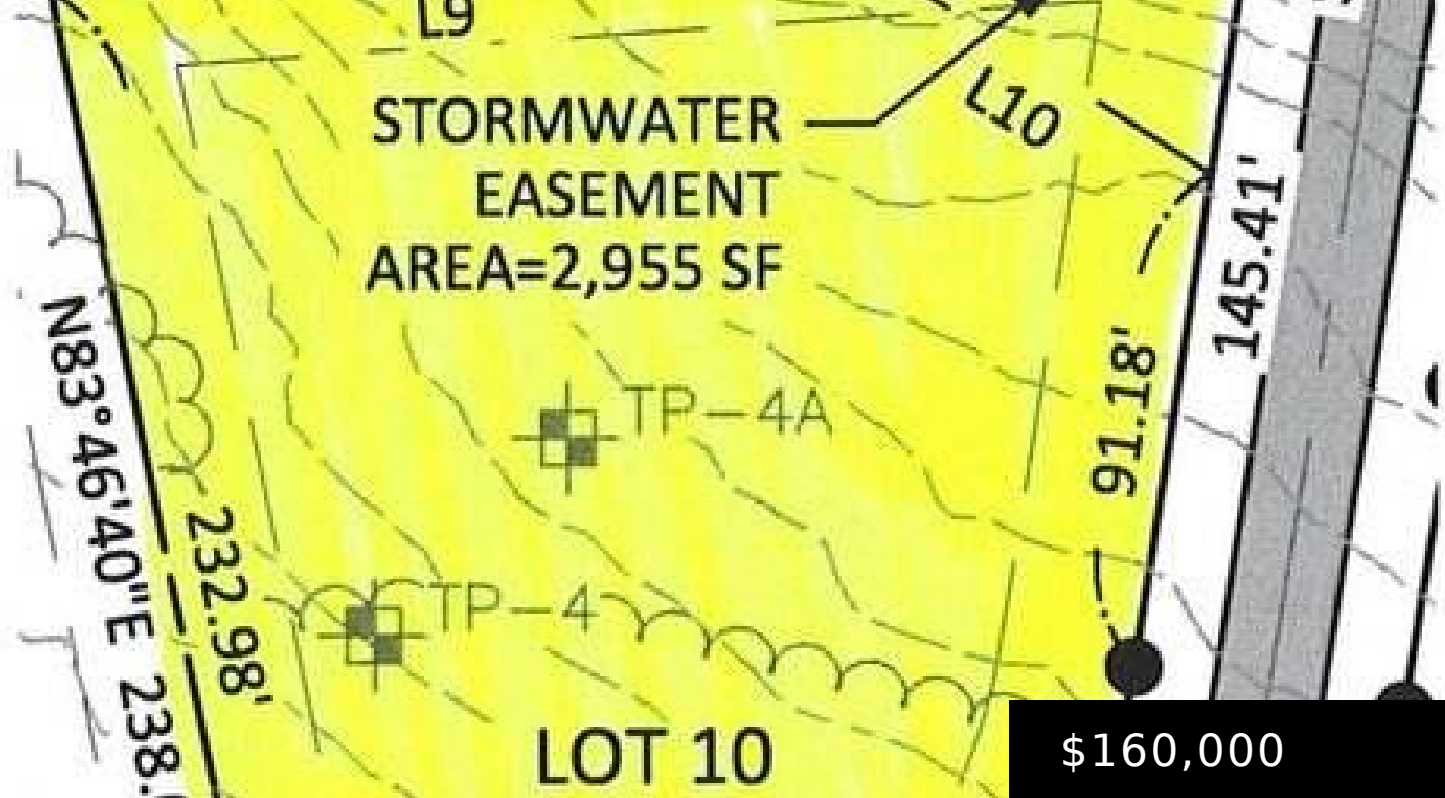 L9
STORMWATER
EASEMENT
AREA=2,955 SF
L10
145.41'
91.18'
TP-4A
N83°46'40"E
232.98'
TP-4
LOT 10
$160,000